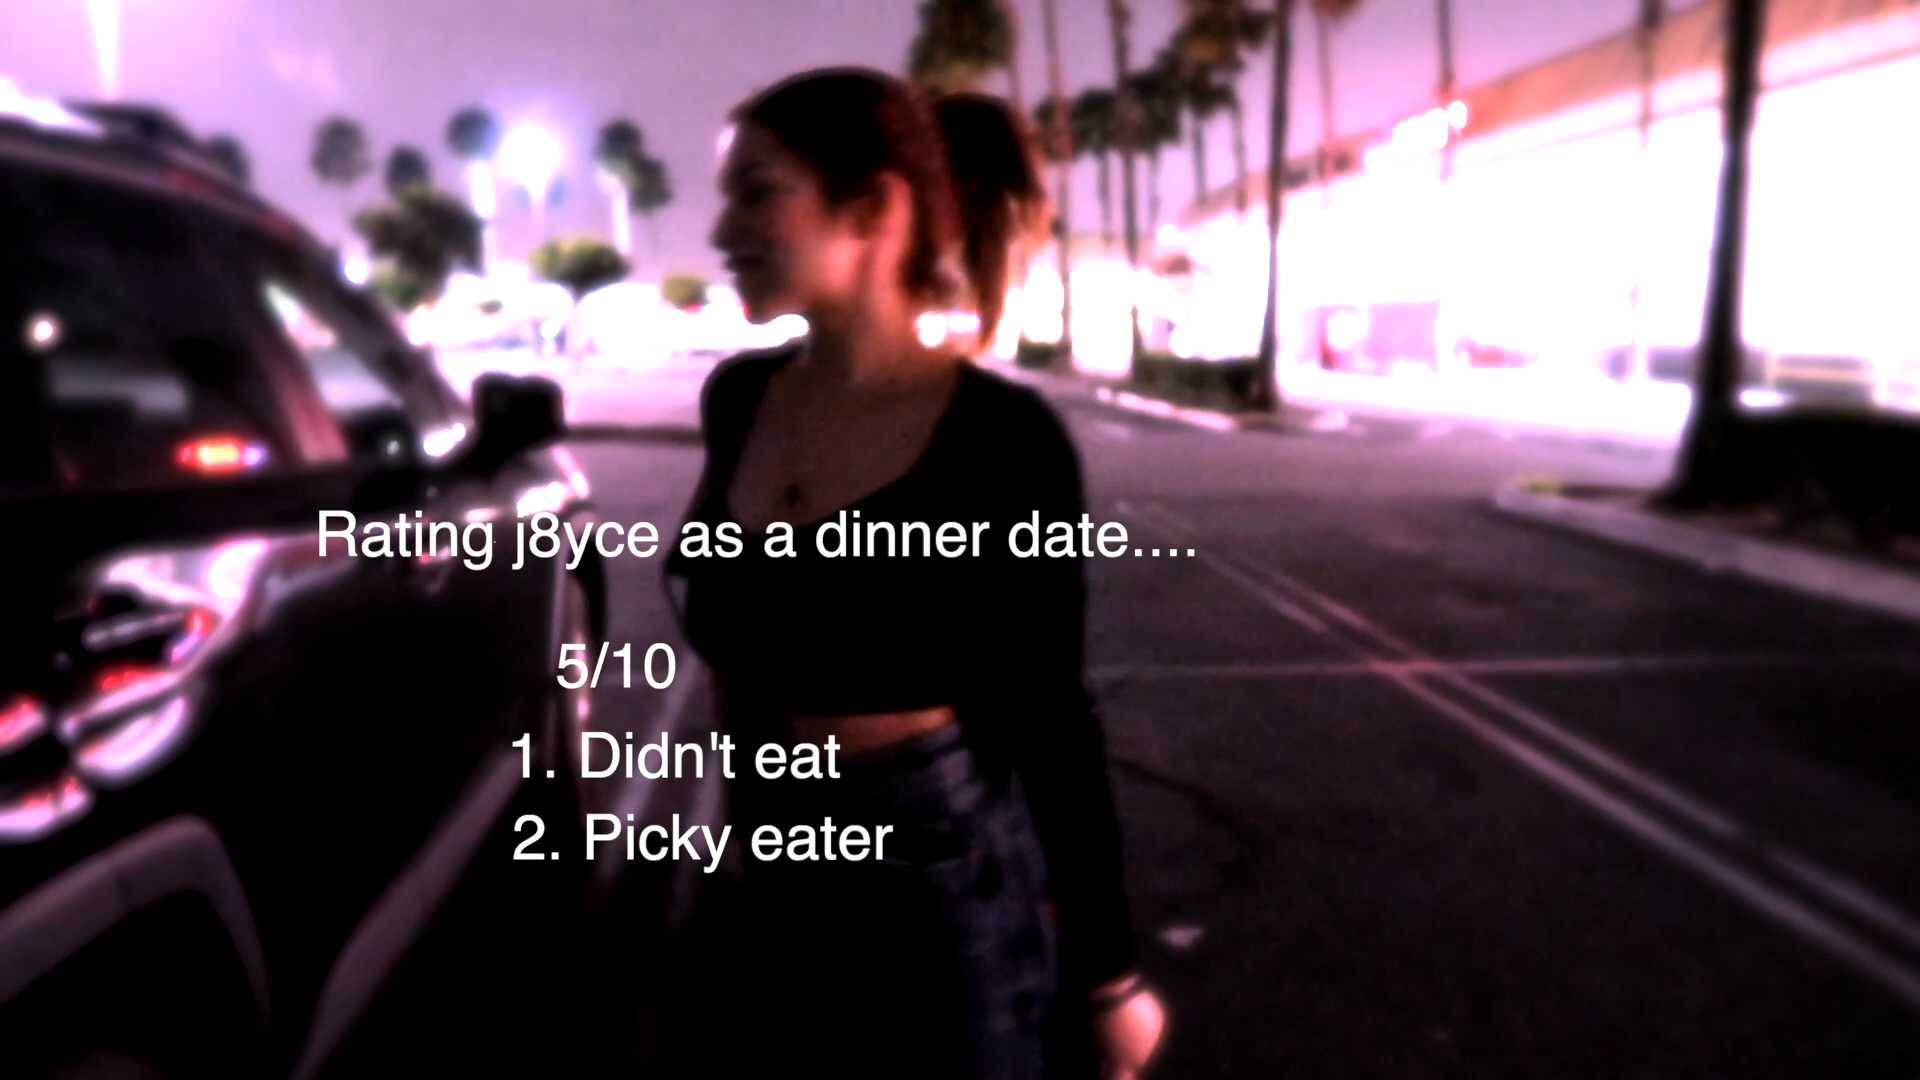 Rating j8yce as a dinner date....
5/10
1. Didn't eat
2. Picky eater